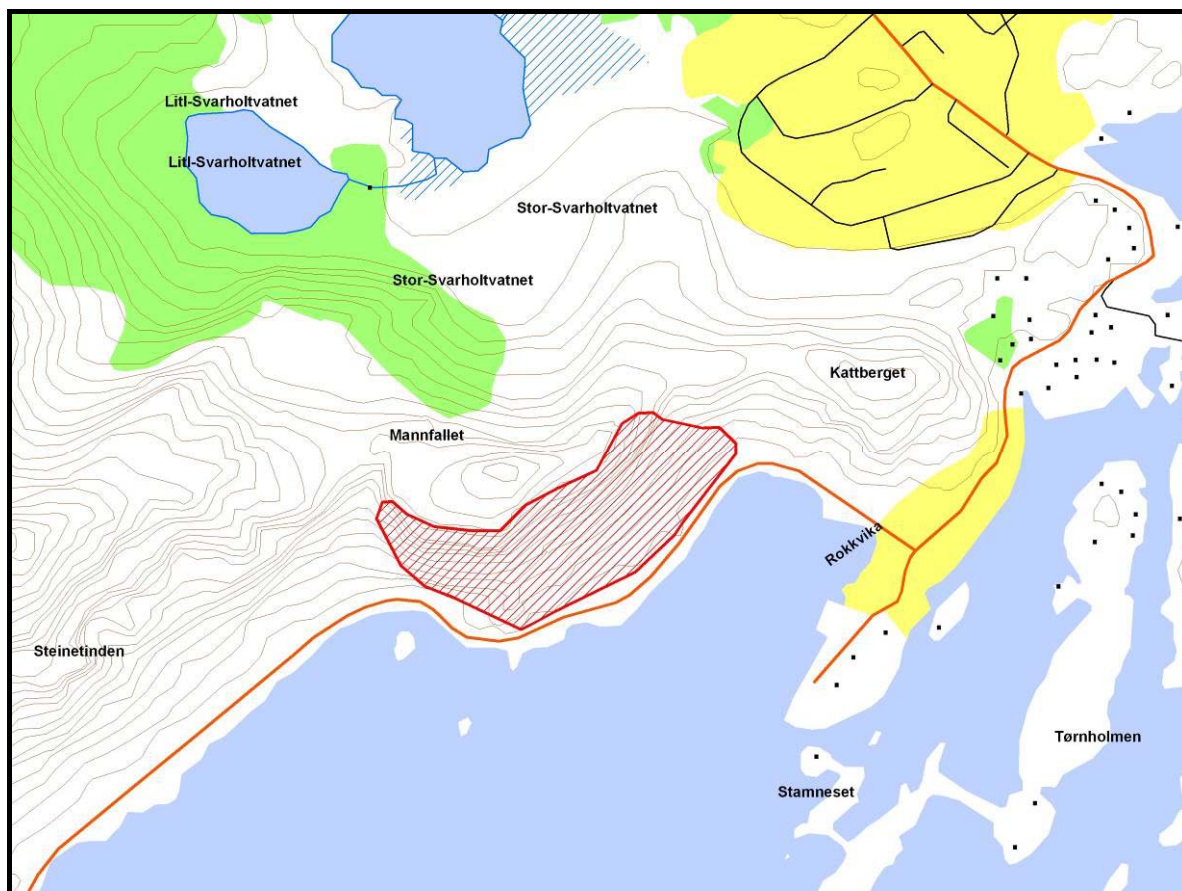 Litl-Svarholtvatnet
Litl-Svarholtvatnet
Stor-Svarholtvatnet
Stor-Svarholtvatnet
Kattberget
Mannfallet
Rokkvika
Steinetinden
Tørnholmen
Stamneset